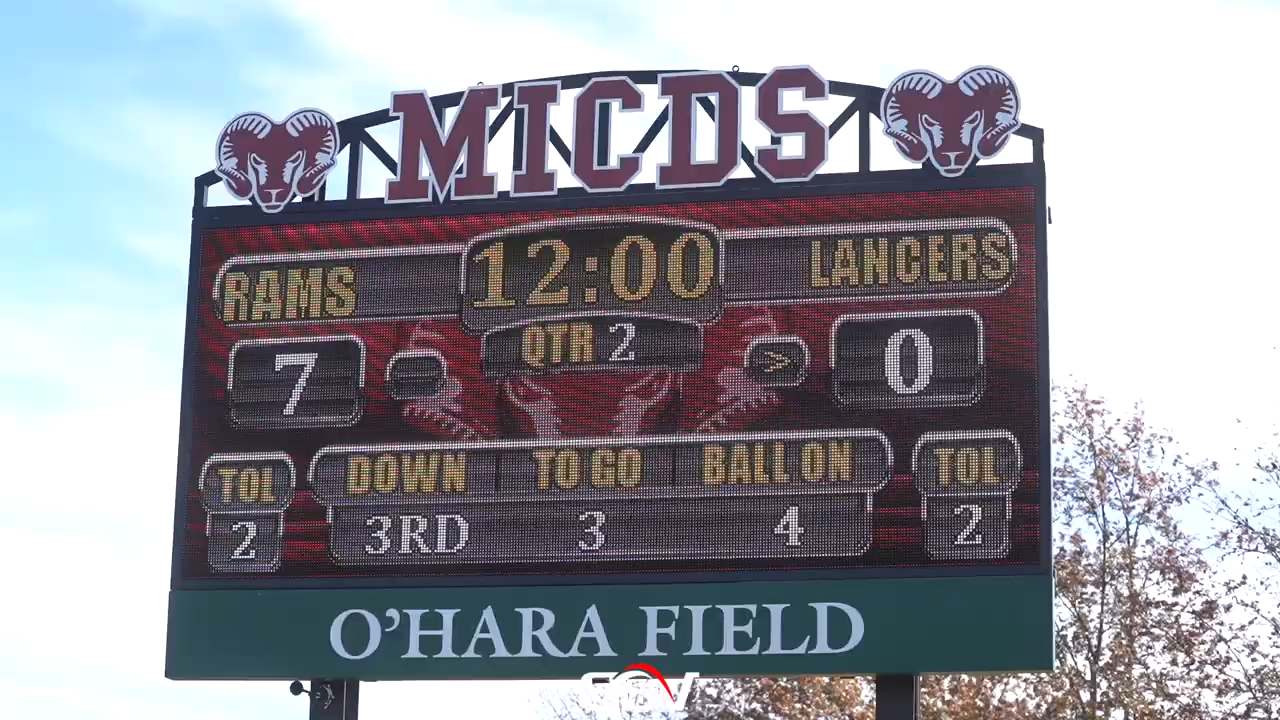 MICDS
RAMS 12:00 LANCERS
7 QTR 2 > 0
TOL DOWN TO GO BALL ON TOL
2 3RD 3 4 2
O'HARA FIELD